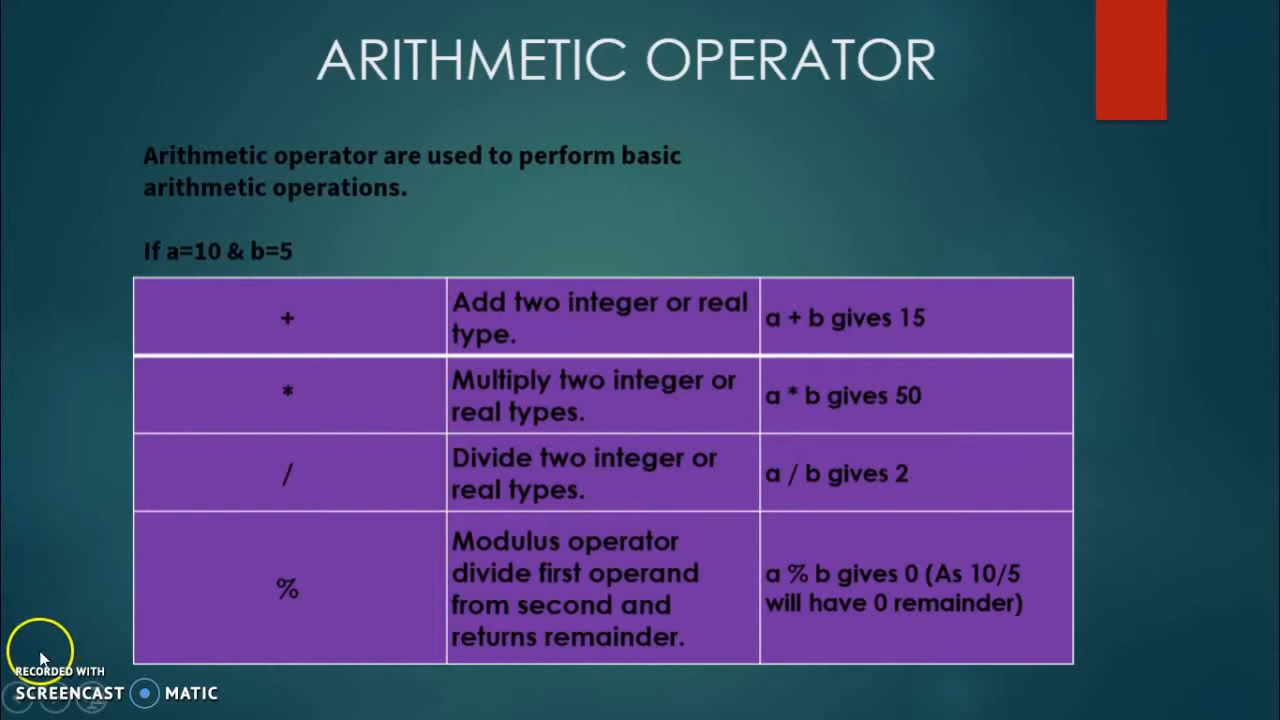 ARITHMETIC OPERATOR
Arithmetic operator are used to perform basic
arithmetic operations.
If a=10 & b=5
+
Add two integer or real
type.
a + b gives 15
*
Multiply two integer or
real types.
a * b gives 50
/
Divide two integer or
real types.
a / b gives 2
%
Modulus operator
divide first operand
from second and
returns remainder.
a % b gives 0 (As 10/5
will have 0 remainder)
RECORDED WITH
SCREENCAST MATIC